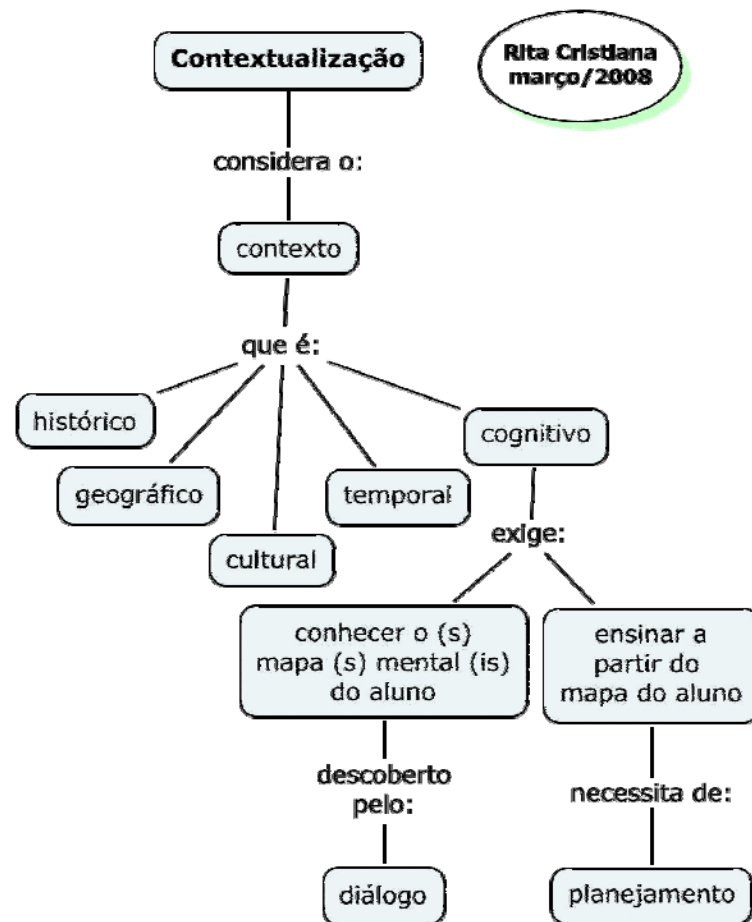 Contextualização
Rita Cristiana
março/2008
considera o:
contexto
que é:
histórico
geográfico
cultural
temporal
cognitivo
exige:
conhecer o (s)
mapa (s) mental (is)
do aluno
ensinar a
partir do
mapa do aluno
descoberto
pelo:
necessita de:
diálogo
planejamento